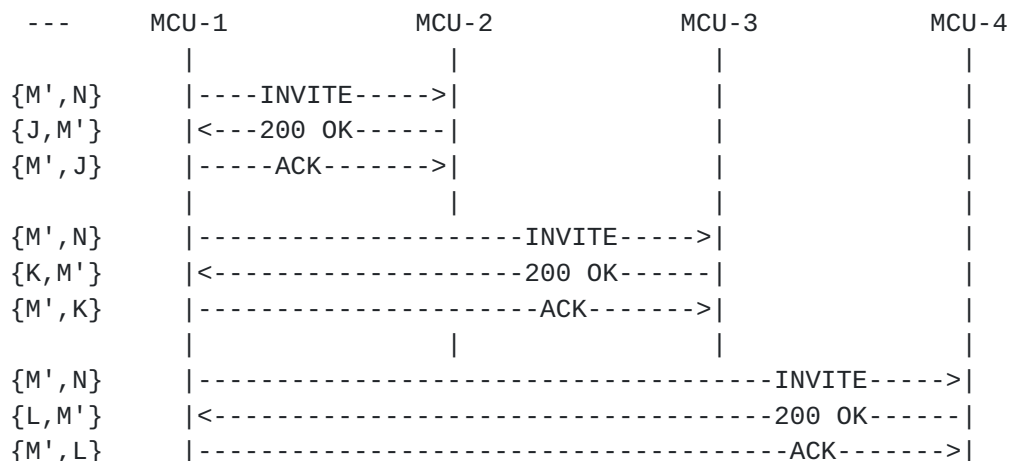 ---     MCU-1            MCU-2            MCU-3           MCU-4
           |                |                |               |
{M',N}     |----INVITE----->|                |               |
{J,M'}     |<---200 OK------|                |               |
{M',J}     |-----ACK------->|                |               |
           |                |                |               |
{M',N}     |---------------------INVITE----->|               |
{K,M'}     |<--------------------200 OK------|               |
{M',K}     |----------------------ACK------->|               |
           |                |                |               |
{M',N}     |-------------------------------------INVITE----->|
{L,M'}     |<------------------------------------200 OK------|
{M',L}     |--------------------------------------ACK------->|